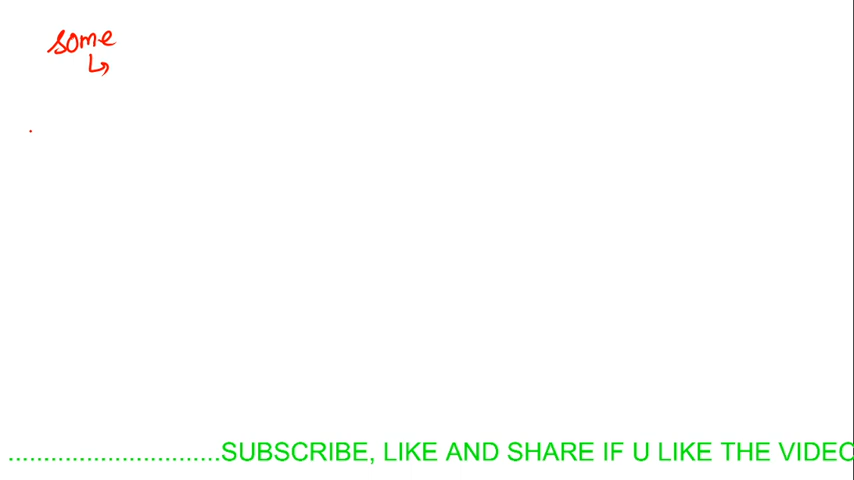 some
..............................SUBSCRIBE, LIKE AND SHARE IF U LIKE THE VIDEO